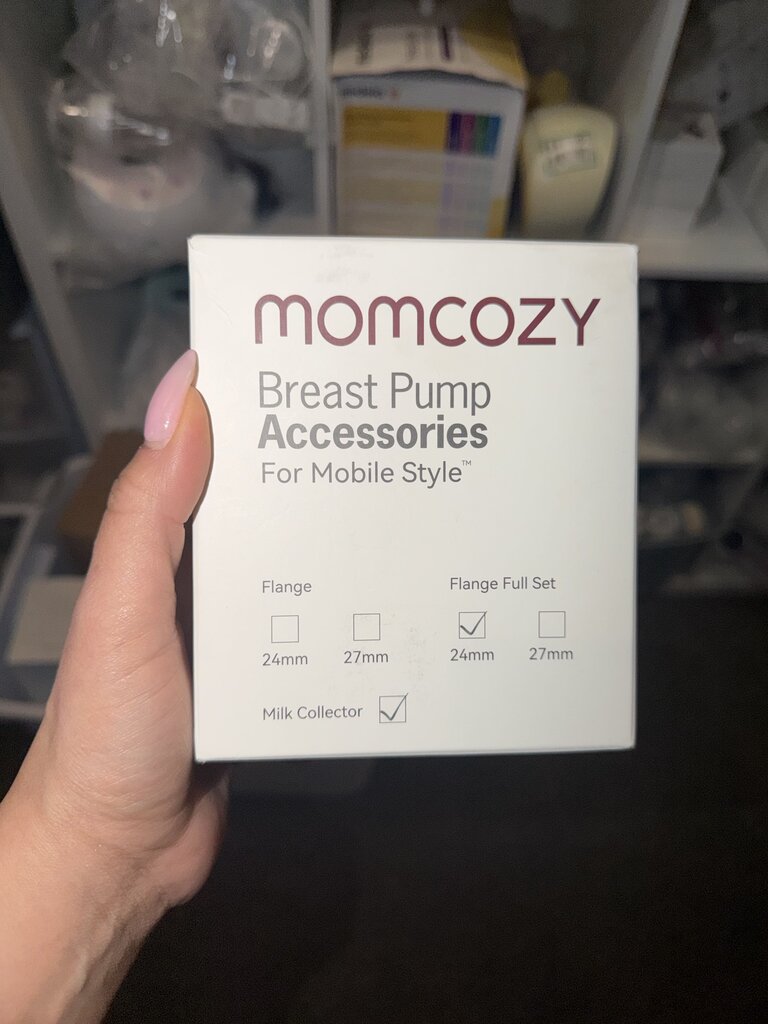 momcozy
Breast Pump
Accessories
For Mobile Style™
Flange
Flange Full Set
24mm
27mm
24mm
27mm
Milk Collector